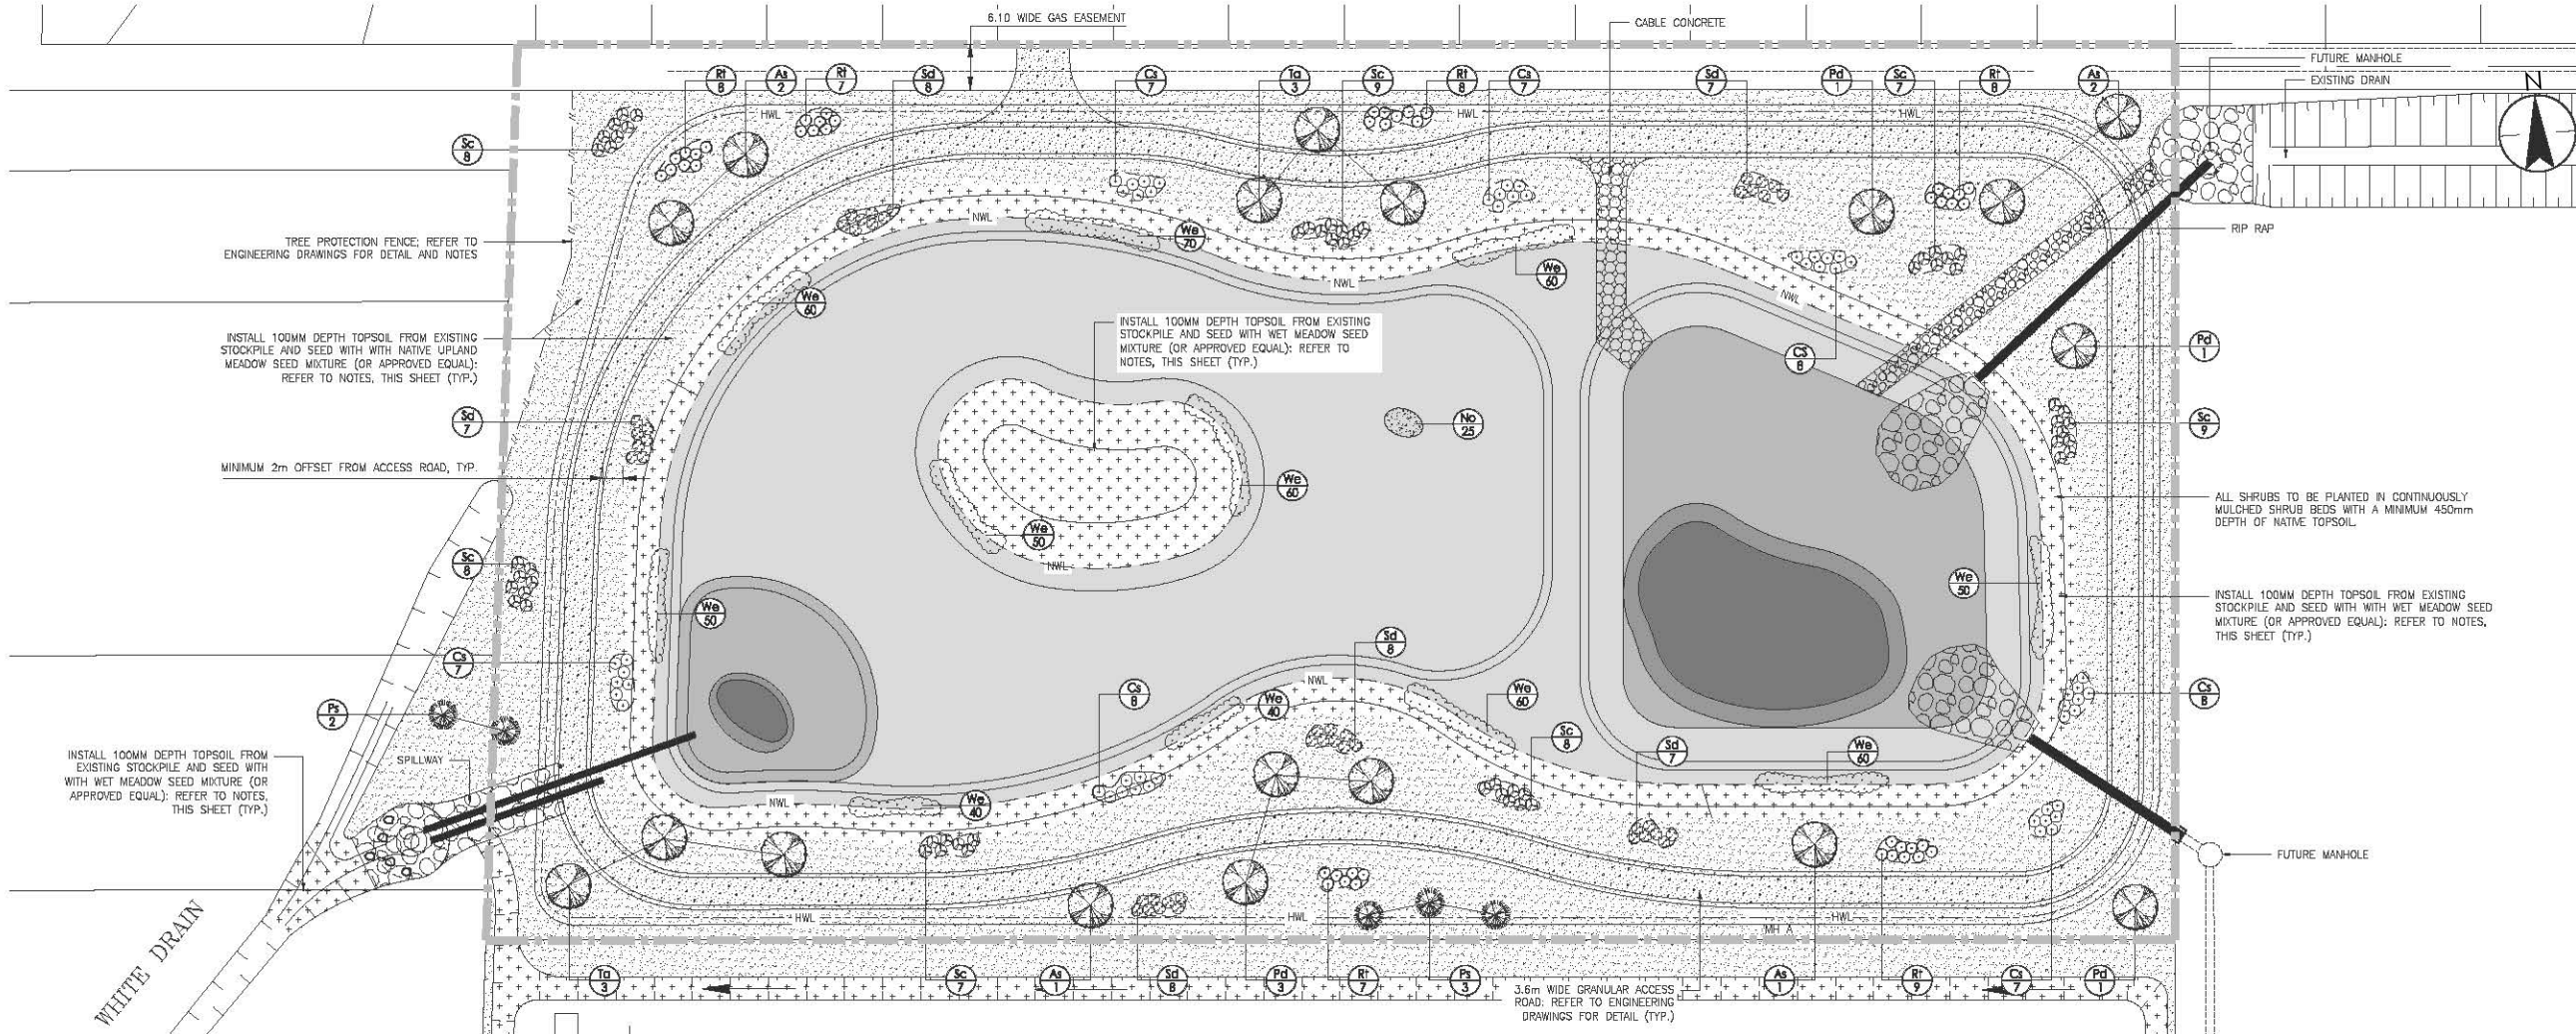 6.10 WIDE GAS EASEMENT
CABLE CONCRETE
FUTURE MANHOLE
EXISTING DRAIN
N
Rt
8
As
2
Rt
7
Sd
8
Cs
7
Ta
3
Sc
9
Rt
8
Cs
7
Sd
7
Pd
1
Sc
7
Rt
8
As
2
HWL
HWL
HWL
Sc
8
NWL
We
70
RIP RAP
TREE PROTECTION FENCE; REFER TO
ENGINEERING DRAWINGS FOR DETAIL AND NOTES
We
60
NWL
NWL
We
60
INSTALL 100MM DEPTH TOPSOIL FROM EXISTING
STOCKPILE AND SEED WITH WET MEADOW SEED
MIXTURE (OR APPROVED EQUAL): REFER TO
NOTES, THIS SHEET (TYP.)
INSTALL 100MM DEPTH TOPSOIL FROM EXISTING
STOCKPILE AND SEED WITH WITH NATIVE UPLAND
MEADOW SEED MIXTURE (OR APPROVED EQUAL):
REFER TO NOTES, THIS SHEET (TYP.)
CS
8
Pd
1
Sd
7
No
25
Sc
9
MINIMUM 2m OFFSET FROM ACCESS ROAD, TYP.
We
60
We
50
NWL
ALL SHRUBS TO BE PLANTED IN CONTINUOUSLY
MULCHED SHRUB BEDS WITH A MINIMUM 450mm
DEPTH OF NATIVE TOPSOIL
Sc
8
We
50
We
50
INSTALL 100MM DEPTH TOPSOIL FROM EXISTING
STOCKPILE AND SEED WITH WITH WET MEADOW SEED
MIXTURE (OR APPROVED EQUAL): REFER TO NOTES,
THIS SHEET (TYP.)
Sd
8
Cs
7
NWL
Cs
8
We
40
We
60
Cs
8
Ps
2
Sc
8
Sd
7
We
60
INSTALL 100MM DEPTH TOPSOIL FROM
EXISTING STOCKPILE AND SEED WITH
WITH WET MEADOW SEED MIXTURE (OR
APPROVED EQUAL): REFER TO NOTES,
THIS SHEET (TYP.)
SPILLWAY
NWL
We
40
FUTURE MANHOLE
HWL
HWL
HWL
MH A
WHITE DRAIN
Ta
3
Sc
7
As
1
Sd
8
Pd
3
Rt
7
Ps
3
3.6m WIDE GRANULAR ACCESS
ROAD: REFER TO ENGINEERING
DRAWINGS FOR DETAIL (TYP.)
As
1
Rt
9
Cs
7
Pd
1